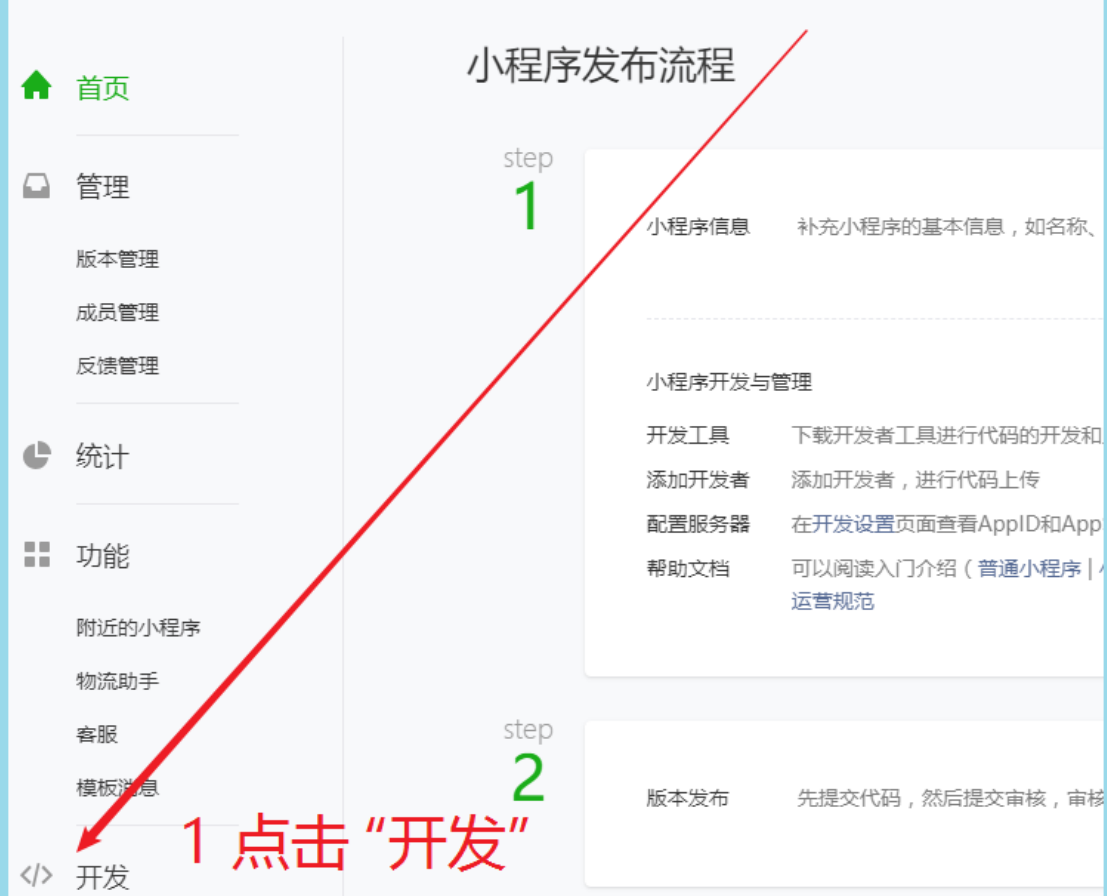 首页
管理
版本管理
成员管理
反馈管理
统计
功能
附近的小程序
物流助手
客服
模板消息
开发
1 点击 “开发”
小程序发布流程
step
1
小程序信息 补充小程序的基本信息，如名称、
小程序开发与管理
开发工具 下载开发者工具进行代码的开发和
添加开发者 添加开发者，进行代码上传
配置服务器 在开发设置页面查看AppID和App
帮助文档 可以阅读入门介绍（普通小程序 |
运营规范
step
2
版本发布 先提交代码，然后提交审核，审核